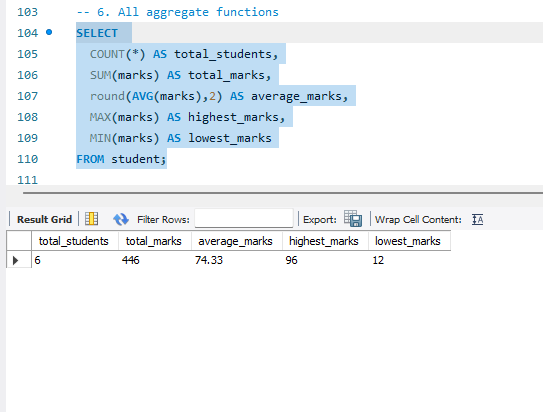 103 -- 6. All aggregate functions
104 SELECT
105 COUNT(*) AS total_students,
106 SUM(marks) AS total_marks,
107 round(AVG(marks),2) AS average_marks,
108 MAX(marks) AS highest_marks,
109 MIN(marks) AS lowest_marks
110 FROM student;
111
Result Grid Filter Rows: Export: Wrap Cell Content: IA
total_students total_marks average_marks highest_marks lowest_marks
6 446 74.33 96 12